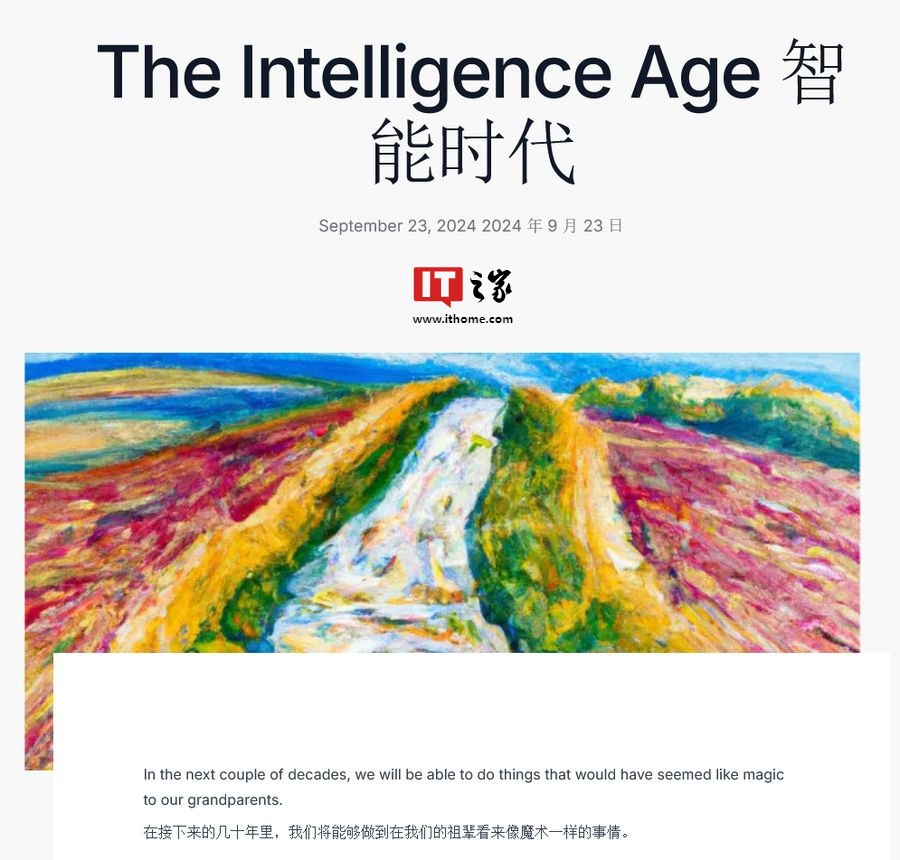 The Intelligence Age 智
能时代
September 23, 2024 2024 年 9 月 23 日
IT之家
www.ithome.com
In the next couple of decades, we will be able to do things that would have seemed like magic
to our grandparents.
在接下来的几十年里，我们将能够做到在我们的祖辈看来像魔术一样的事情。